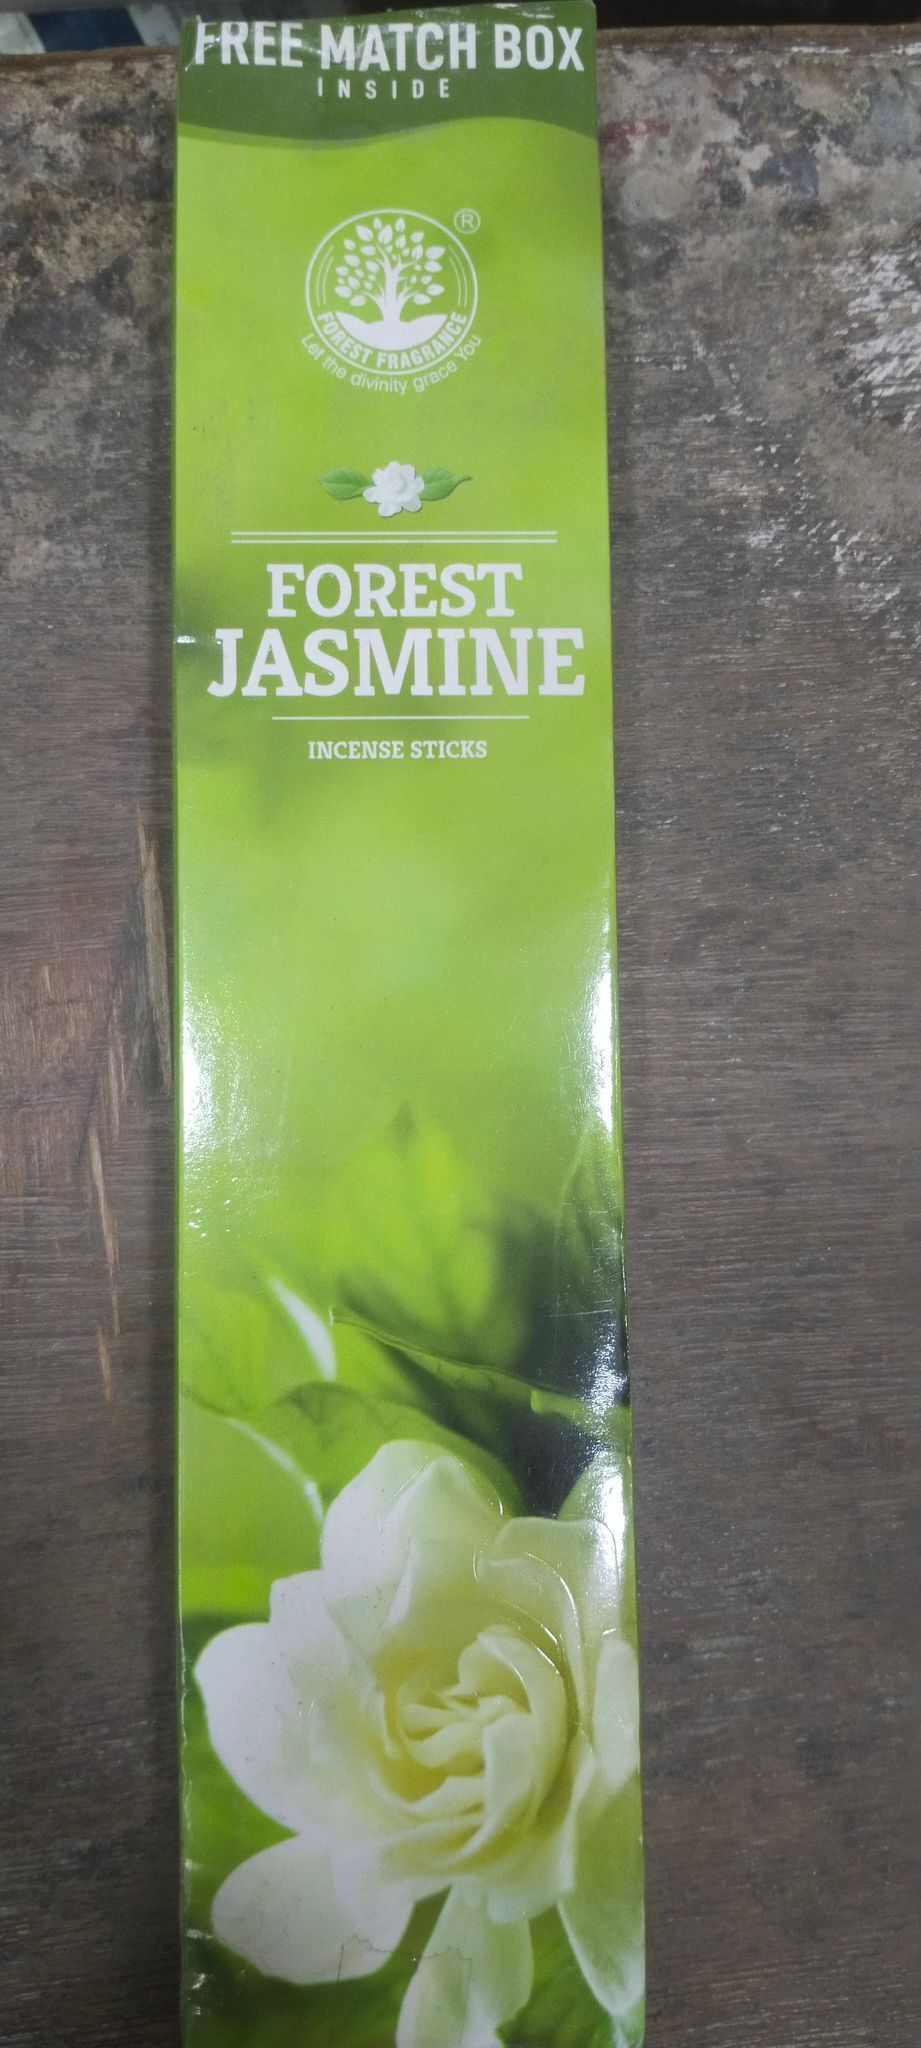 FREE MATCH BOX
INSIDE
®
FOREST FRAGRANCE
Let the divinity grace You
FOREST
JASMINE
INCENSE STICKS